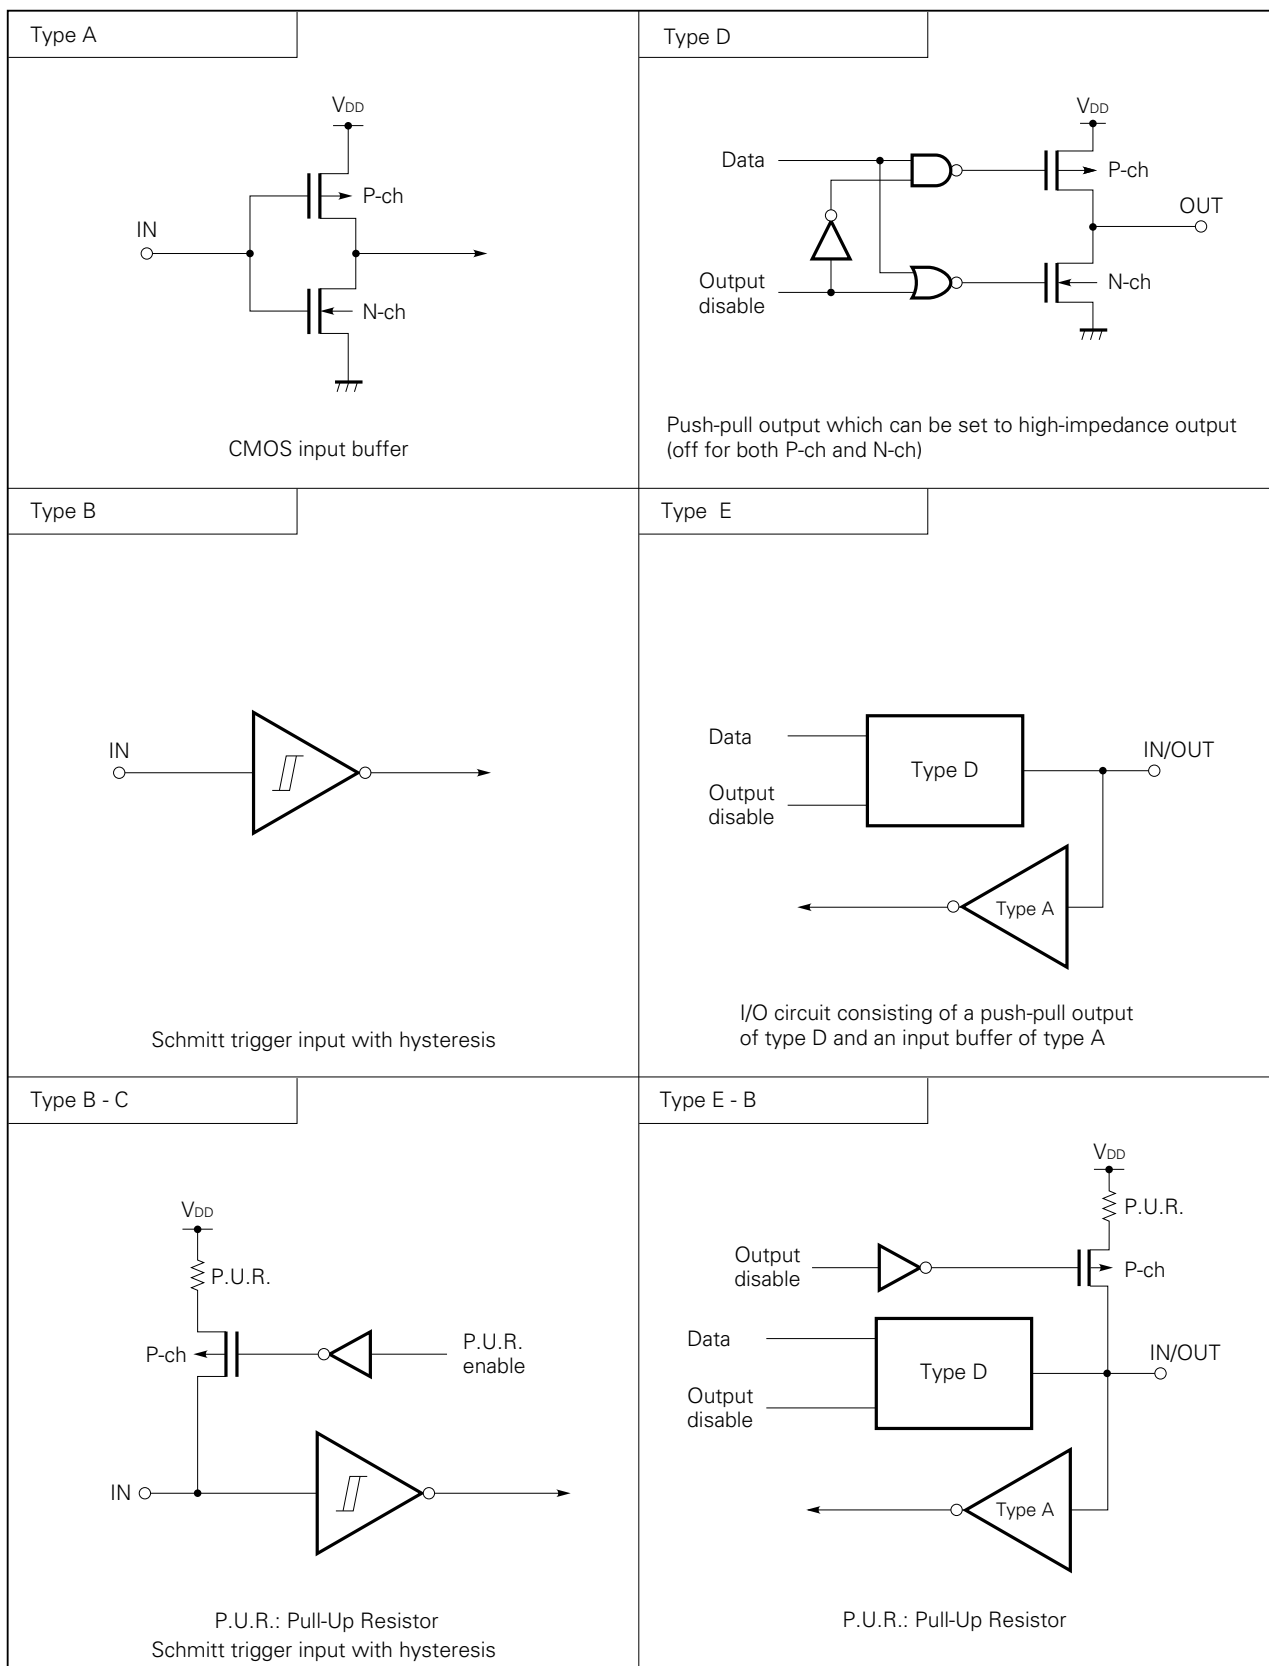 Type A
VDD
P-ch
IN
N-ch
CMOS input buffer
Type D
VDD
Data
P-ch
OUT
Output
disable
N-ch
Push-pull output which can be set to high-impedance output
(off for both P-ch and N-ch)
Type B
IN
Schmitt trigger input with hysteresis
Type E
Data
Type D
IN/OUT
Output
disable
Type A
I/O circuit consisting of a push-pull output
of type D and an input buffer of type A
Type B - C
VDD
P.U.R.
P-ch
P.U.R.
enable
IN
P.U.R.: Pull-Up Resistor
Schmitt trigger input with hysteresis
Type E - B
VDD
P.U.R.
Output
disable
P-ch
Data
Type D
IN/OUT
Output
disable
Type A
P.U.R.: Pull-Up Resistor